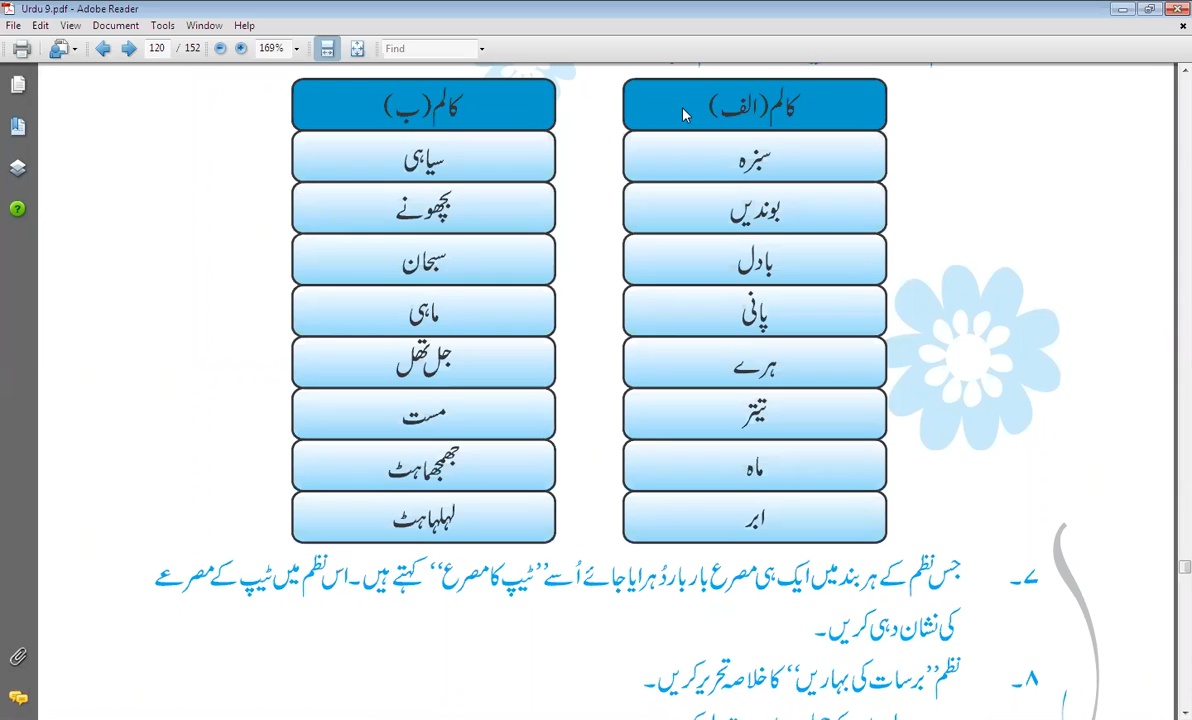 Urdu 9.pdf - Adobe Reader
File Edit View Document Tools Window Help
120 / 152 169% Find
کالم(الف) کالم(ب)
سبزہ سیاہی
بوندیں بچھونے
بادل سبحان
پانی ماہی
ہرے جل تھل
تیتر مست
ماہ جھمجھماہٹ
ابر لہلہاہٹ
۷۔ جس نظم کے ہر بند میں ایک ہی مصرع بار بار دُہرایا جائے اُسے ’’ٹیپ کا مصرع‘‘ کہتے ہیں۔ اس نظم میں ٹیپ کے مصرعے
کی نشان دہی کریں۔
۸۔ نظم ’’برسات کی بہاریں‘‘ کا خلاصہ تحریر کریں۔